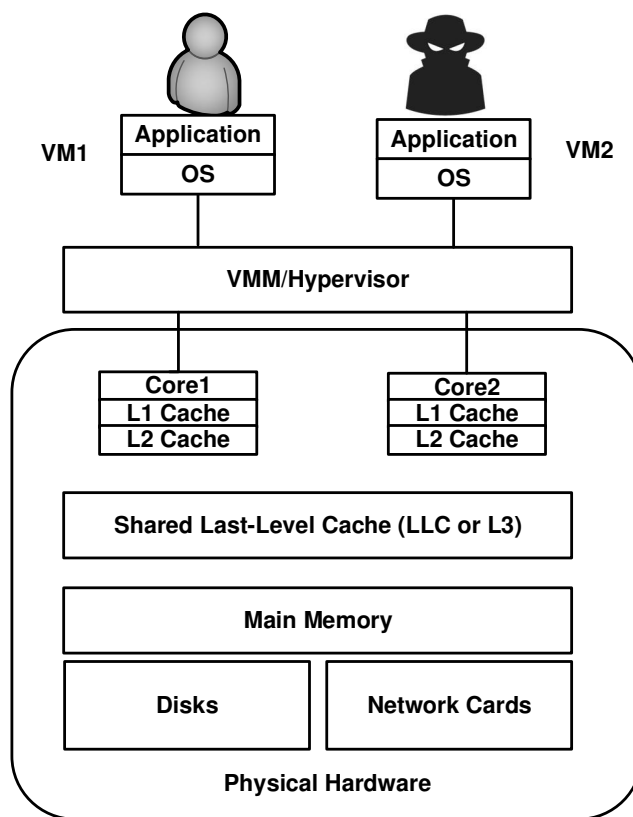 VM1
Application
OS
Application
OS
VM2
VMM/Hypervisor
Core1
L1 Cache
L2 Cache
Core2
L1 Cache
L2 Cache
Shared Last-Level Cache (LLC or L3)
Main Memory
Disks
Network Cards
Physical Hardware